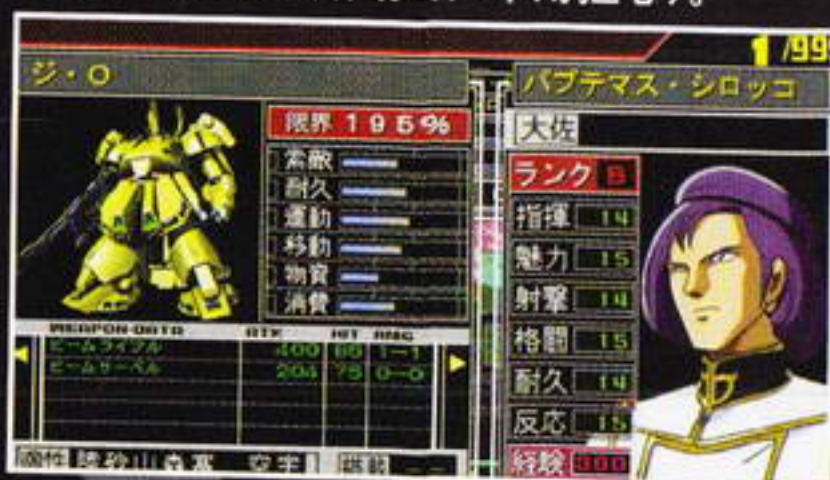 1/99
ジ・O
パプテマス・シロッコ
大佐
限界 195%
索敵
耐久
運動
移動
物資
消費
ランク B
指揮 14
魅力 15
射撃 14
格闘 15
耐久 14
反応 15
経験 300
WEAPON-DATA ATK HIT RNG
ビームライフル 400 60 1-1
ビームサーベル 204 75 0-0